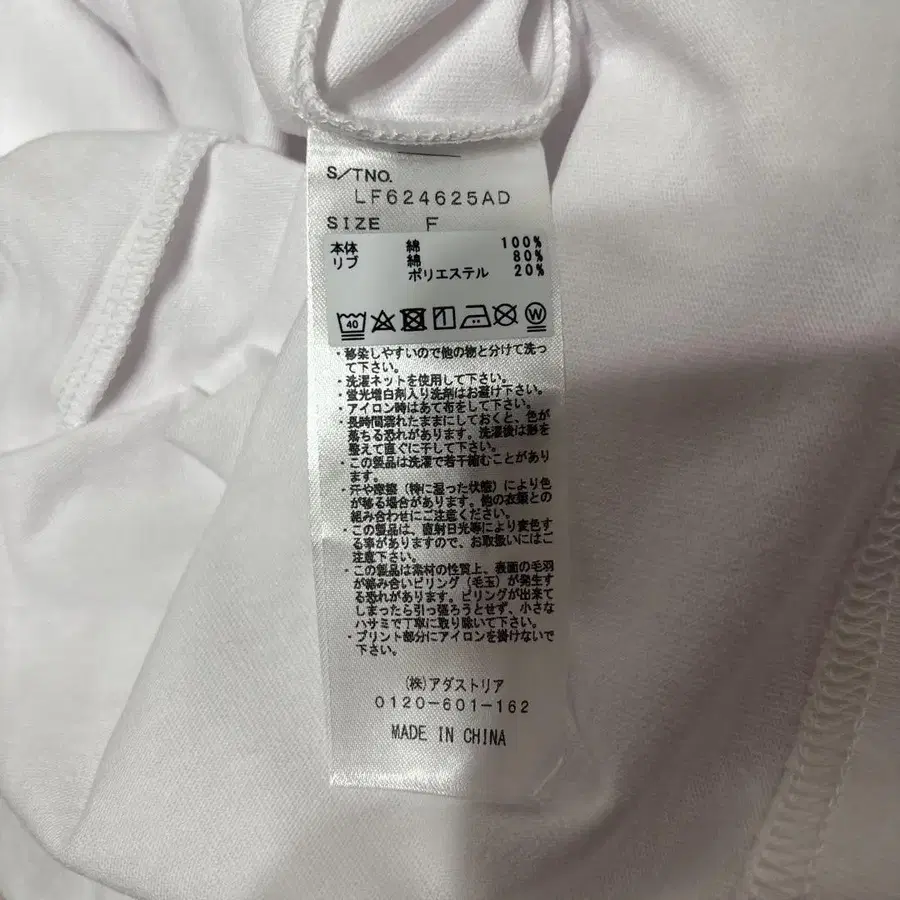 S/TNO.
LF624625AD
SIZE F
本体 綿 100%
リブ 綿 80%
ポリエステル 20%
40
W
・移染しやすいので他の物と分けて洗っ
て下さい。
・洗濯ネットを使用して下さい。
・蛍光増白剤入り洗剤はお避け下さい。
・アイロン時はあて布をして下さい。
・長時間濡れたままにしておくと、色が
落ちる恐れがあります。洗濯後は形を
整えて直ぐに干して下さい。
・この製品は洗濯で若干縮むことがあり
ます。
・汗や摩擦（特に湿った状態）により色
が移る場合があります。他の衣類との
組み合わせにご注意ください。
・この製品は、直射日光等により変色す
る事がありますので、お取扱いにはご
注意下さい。
・この製品は素材の性質上、表面の毛羽
が絡み合いピリング（毛玉）が発生す
る恐れがあります。ピリングが出来て
しまったら引っ張ろうとせず、小さな
ハサミで丁寧に取り除いて下さい。
・プリント部分にアイロンを掛けないで
下さい。
(株)アダストリア
0120-601-162
MADE IN CHINA